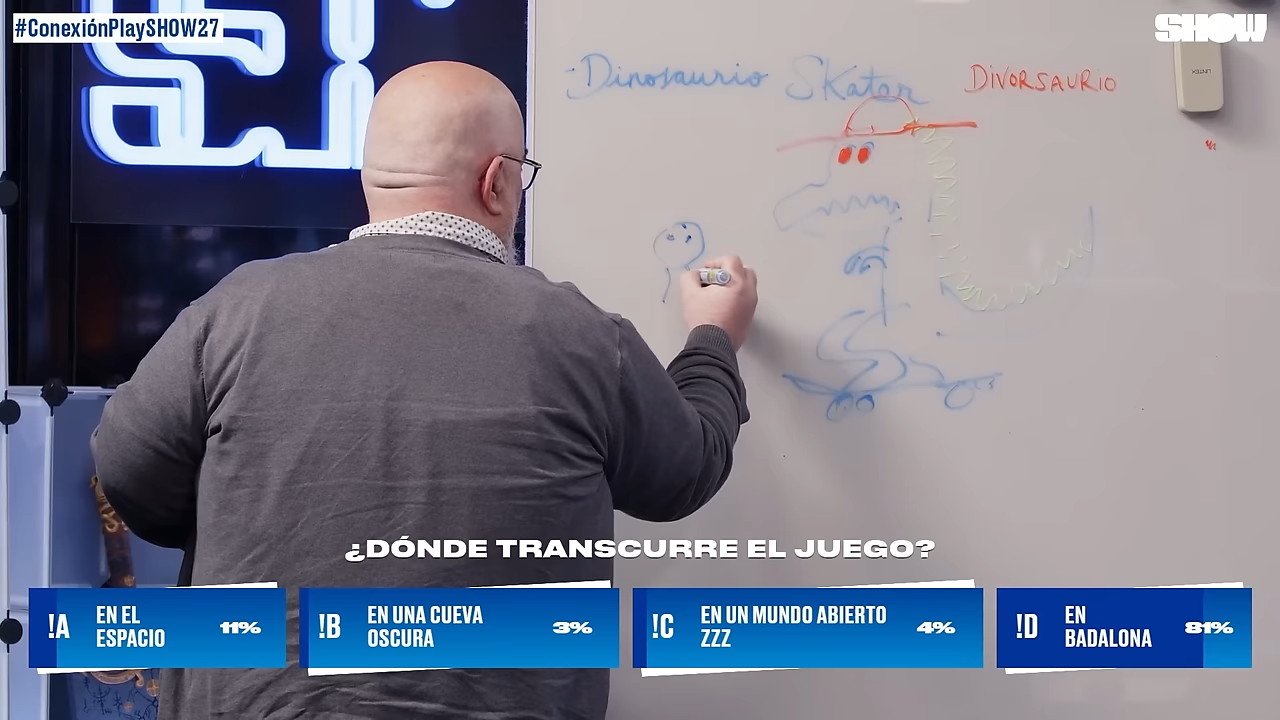 #ConexiónPlaySHOW27
SHOW
Dinosaurio SKater
DIVORSAURIO
¿DÓNDE TRANSCURRE EL JUEGO?
!A EN EL ESPACIO 11%
!B EN UNA CUEVA OSCURA 3%
!C EN UN MUNDO ABIERTO ZZZ 4%
!D EN BADALONA 81%